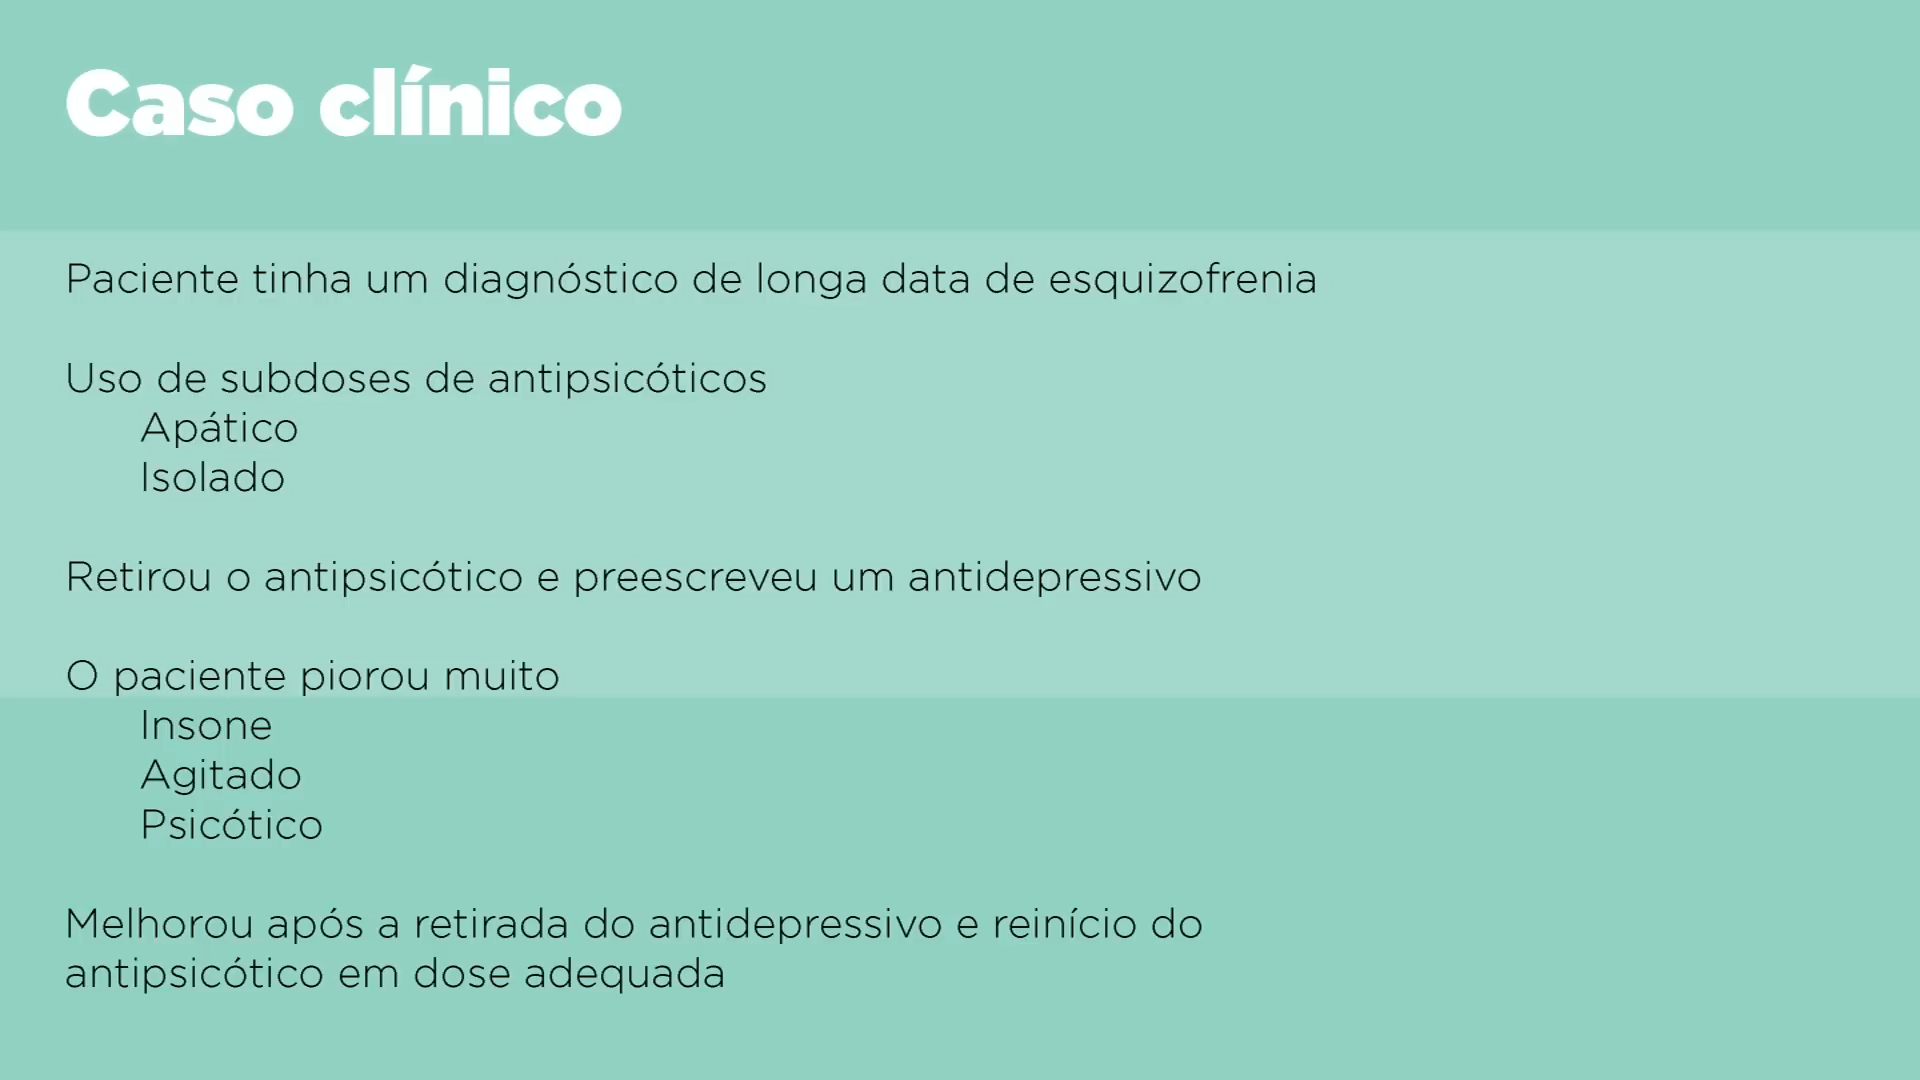 Caso clínico
Paciente tinha um diagnóstico de longa data de esquizofrenia
Uso de subdoses de antipsicóticos
Apático
Isolado
Retirou o antipsicótico e preescreveu um antidepressivo
O paciente piorou muito
Insone
Agitado
Psicótico
Melhorou após a retirada do antidepressivo e reinício do
antipsicótico em dose adequada